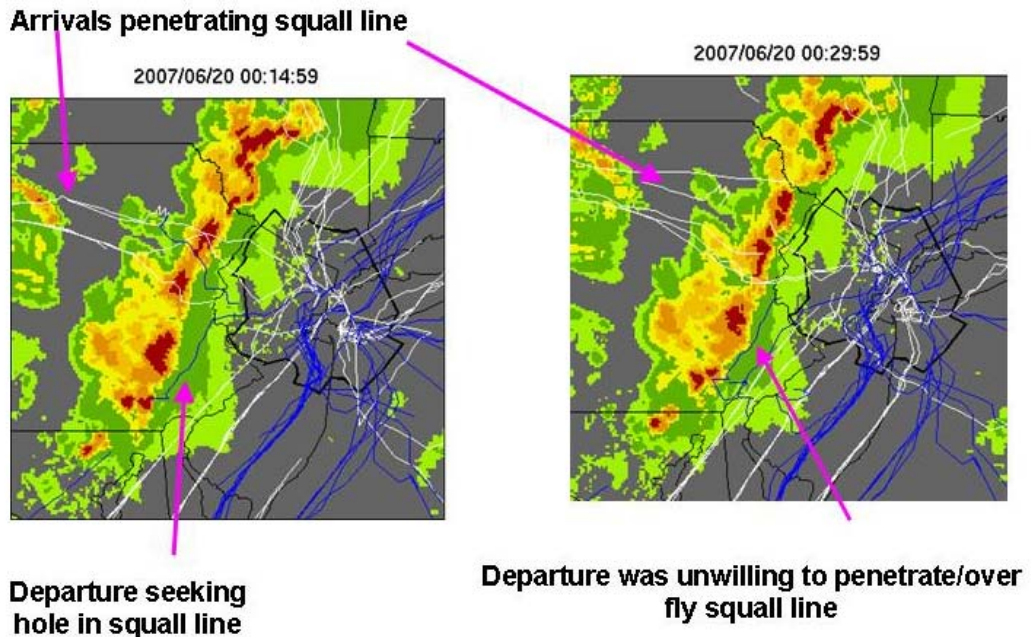 Arrivals penetrating squall line
2007/06/20 00:14:59
2007/06/20 00:29:59
Departure seeking
hole in squall line
Departure was unwilling to penetrate/over
fly squall line